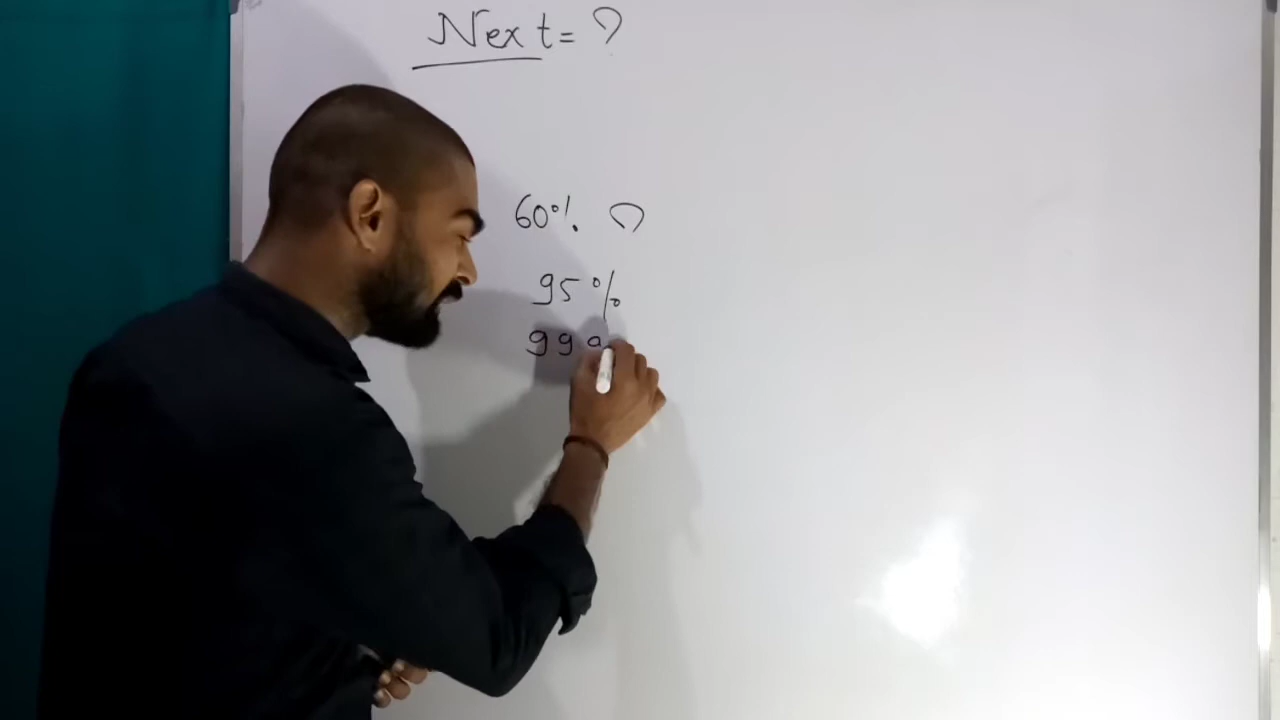 Next = ?
60% ?
95%
99%